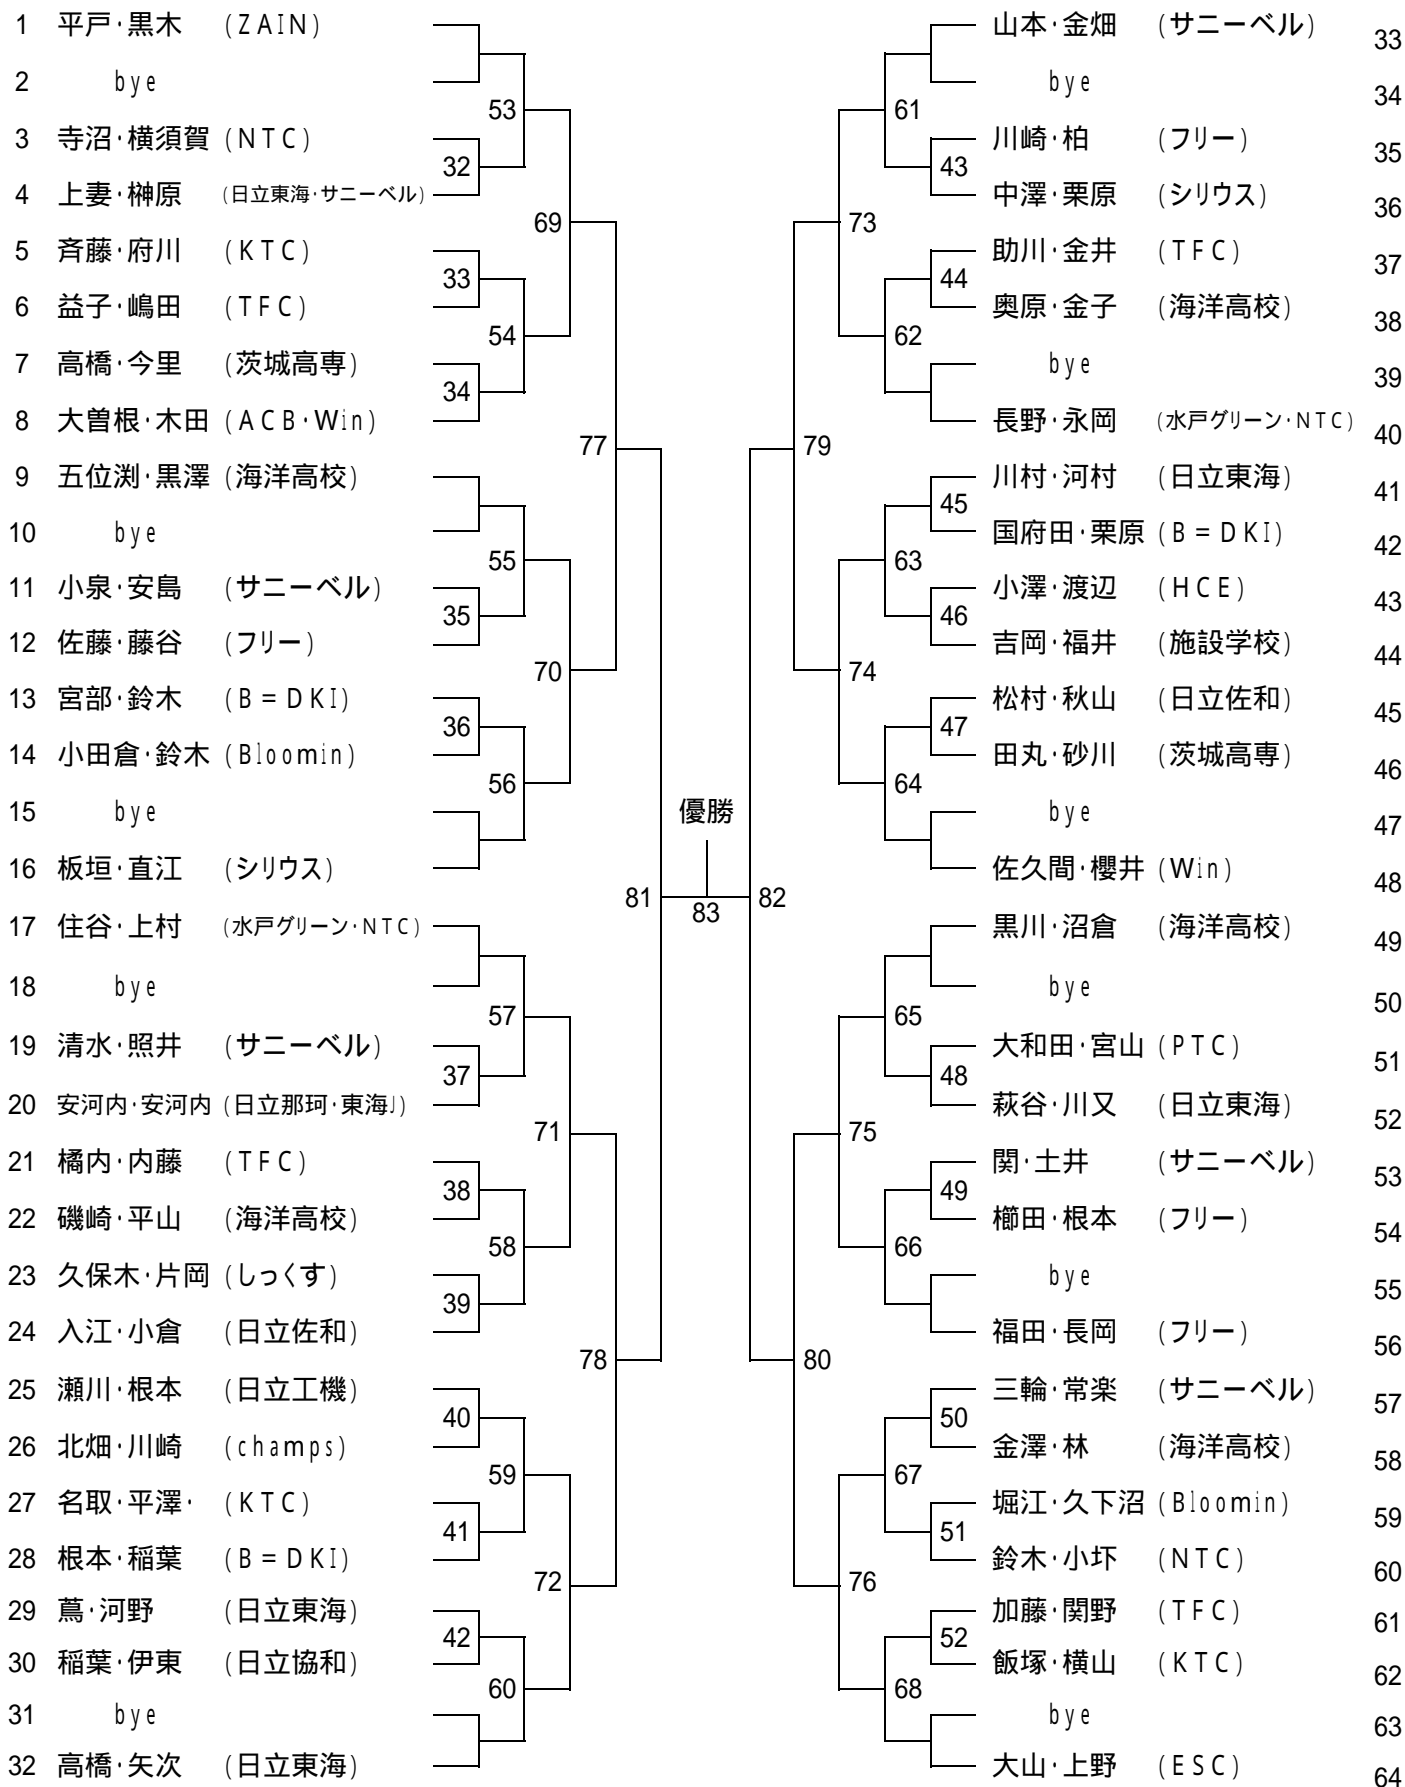 1 平戸・黒木 (ZAIN)
2 bye
53
3 寺沼・横須賀 (NTC)
32
4 上妻・榊原 (日立東海・サニーベル)
69
5 斉藤・府川 (KTC)
33
6 益子・嶋田 (TFC)
54
7 高橋・今里 (茨城高専)
34
8 大曽根・木田 (ACB・Win)
77
9 五位渕・黒澤 (海洋高校)
10 bye
55
11 小泉・安島 (サニーベル)
35
12 佐藤・藤谷 (フリー)
70
13 宮部・鈴木 (B=DKI)
36
14 小田倉・鈴木 (Bloomin)
56
15 bye
16 板垣・直江 (シリウス)
81
17 住谷・上村 (水戸グリーン・NTC)
18 bye
57
19 清水・照井 (サニーベル)
37
20 安河内・安河内 (日立那珂・東海J)
71
21 橘内・内藤 (TFC)
38
22 磯崎・平山 (海洋高校)
58
23 久保木・片岡 (しっくす)
39
24 入江・小倉 (日立佐和)
78
25 瀬川・根本 (日立工機)
40
26 北畑・川崎 (champs)
59
27 名取・平澤・ (KTC)
41
28 根本・稲葉 (B=DKI)
72
29 蔦・河野 (日立東海)
42
30 稲葉・伊東 (日立協和)
60
31 bye
32 高橋・矢次 (日立東海)
優勝
83
山本・金畑 (サニーベル) 33
bye 34
61
川崎・柏 (フリー) 35
43
中澤・栗原 (シリウス) 36
73
助川・金井 (TFC) 37
44
奥原・金子 (海洋高校) 38
62
bye 39
長野・永岡 (水戸グリーン・NTC) 40
79
川村・河村 (日立東海) 41
45
国府田・栗原 (B=DKI) 42
63
小澤・渡辺 (HCE) 43
46
吉岡・福井 (施設学校) 44
74
松村・秋山 (日立佐和) 45
47
田丸・砂川 (茨城高専) 46
64
bye 47
佐久間・櫻井 (Win) 48
82
黒川・沼倉 (海洋高校) 49
bye 50
65
大和田・宮山 (PTC) 51
48
萩谷・川又 (日立東海) 52
75
関・土井 (サニーベル) 53
49
櫛田・根本 (フリー) 54
66
bye 55
福田・長岡 (フリー) 56
80
三輪・常楽 (サニーベル) 57
50
金澤・林 (海洋高校) 58
67
堀江・久下沼 (Bloomin) 59
51
鈴木・小圷 (NTC) 60
76
加藤・関野 (TFC) 61
52
飯塚・横山 (KTC) 62
68
bye 63
大山・上野 (ESC) 64